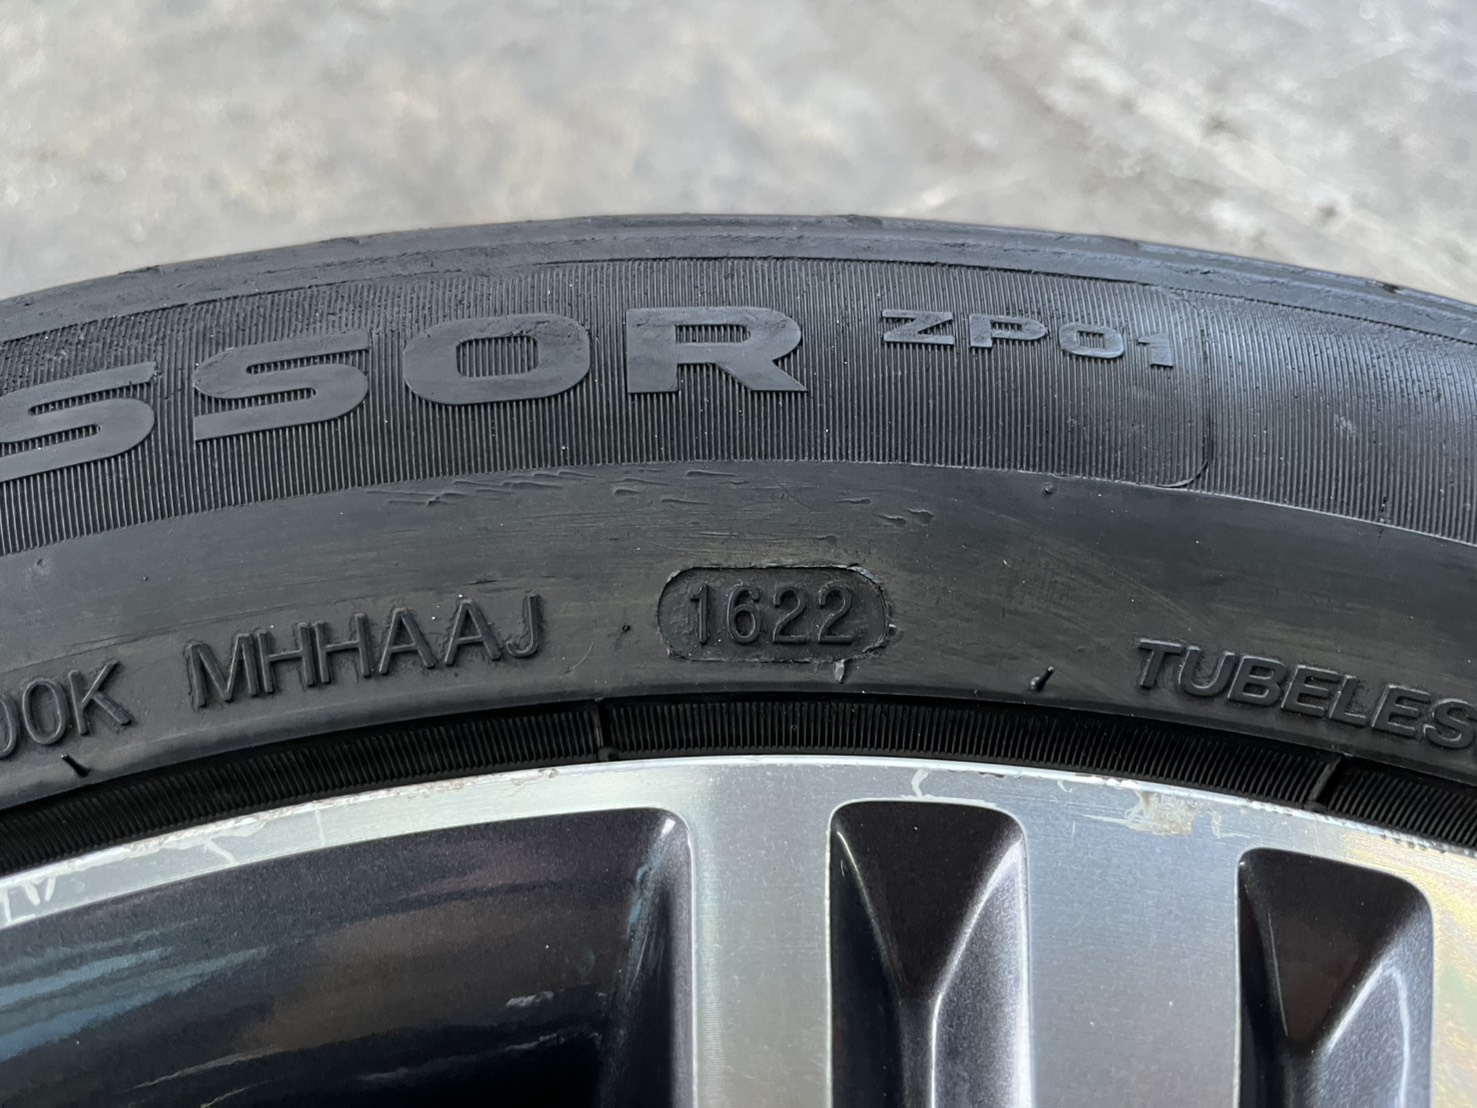 SSOR ZP01
00K MHHAAJ 1622 TUBELES